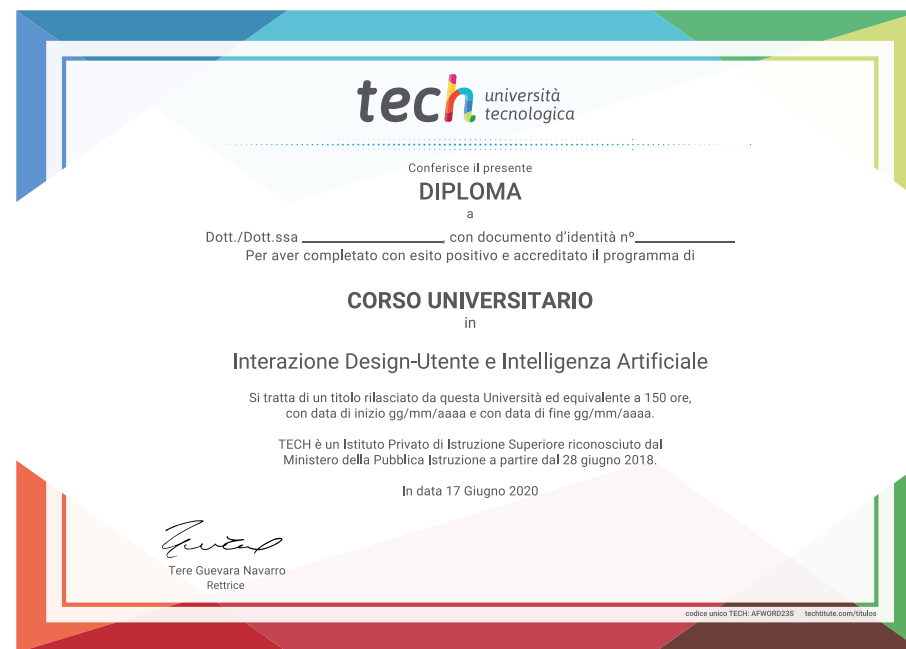 tech università
tecnologica
Conferisce il presente
DIPLOMA
a
Dott./Dott.ssa ____________________, con documento d'identità nº______________
Per aver completato con esito positivo e accreditato il programma di
CORSO UNIVERSITARIO
in
Interazione Design-Utente e Intelligenza Artificiale
Si tratta di un titolo rilasciato da questa Università ed equivalente a 150 ore,
con data di inizio gg/mm/aaaa e con data di fine gg/mm/aaaa.
TECH è un Istituto Privato di Istruzione Superiore riconosciuto dal
Ministero della Pubblica Istruzione a partire dal 28 giugno 2018.
In data 17 Giugno 2020
Tere Guevara Navarro
Rettrice
codice unico TECH: AFWORD23S techtitute.com/títulos